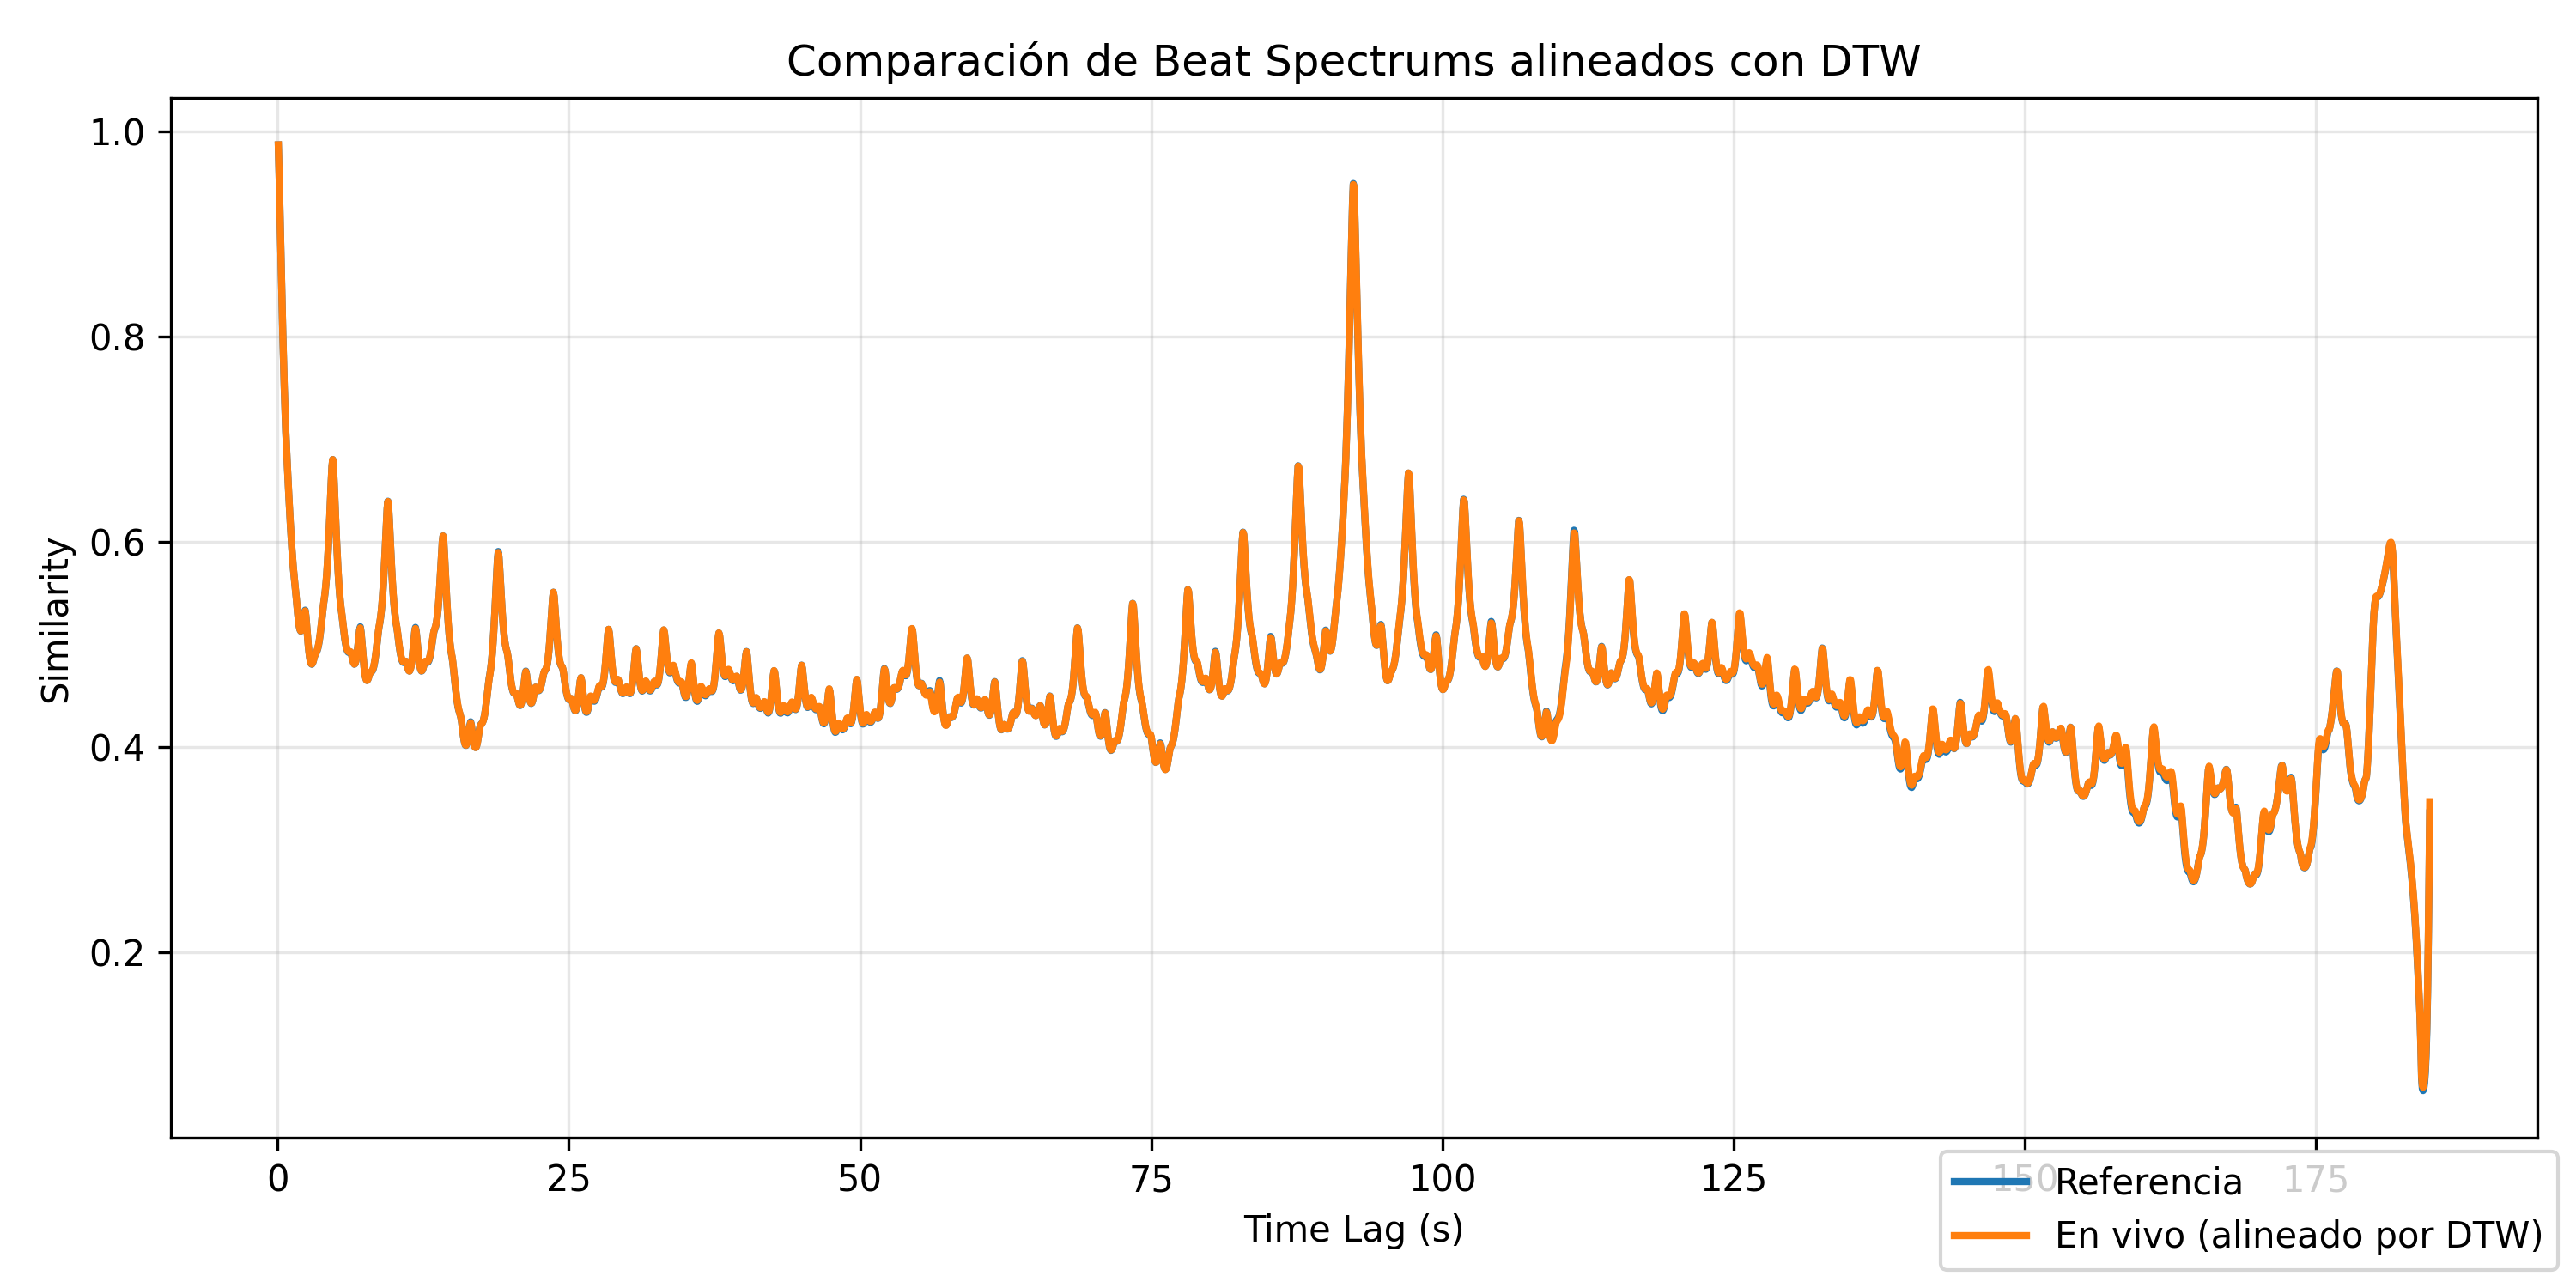 Comparación de Beat Spectrums alineados con DTW
Similarity
1.0
0.8
0.6
0.4
0.2
0 25 50 75 100 125 150 175
Time Lag (s)
Referencia
En vivo (alineado por DTW)